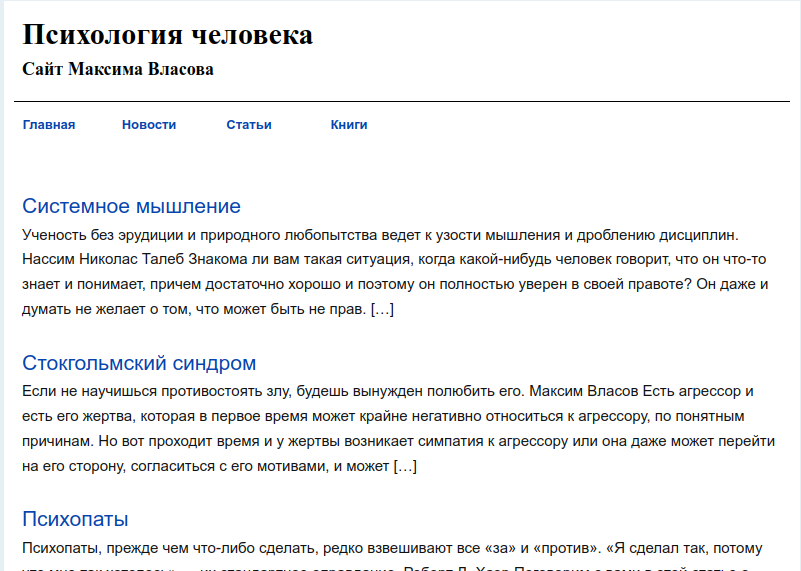 Психология человека
Сайт Максима Власова
Главная Новости Статьи Книги
Системное мышление
Ученость без эрудиции и природного любопытства ведет к узости мышления и дроблению дисциплин.
Нассим Николас Талеб Знакома ли вам такая ситуация, когда какой-нибудь человек говорит, что он что-то
знает и понимает, причем достаточно хорошо и поэтому он полностью уверен в своей правоте? Он даже и
думать не желает о том, что может быть не прав. […]
Стокгольмский синдром
Если не научишься противостоять злу, будешь вынужден полюбить его. Максим Власов Есть агрессор и
есть его жертва, которая в первое время может крайне негативно относиться к агрессору, по понятным
причинам. Но вот проходит время и у жертвы возникает симпатия к агрессору или она даже может перейти
на его сторону, согласиться с его мотивами, и может […]
Психопаты
Психопаты, прежде чем что-либо сделать, редко взвешивают все «за» и «против». «Я сделал так, потому